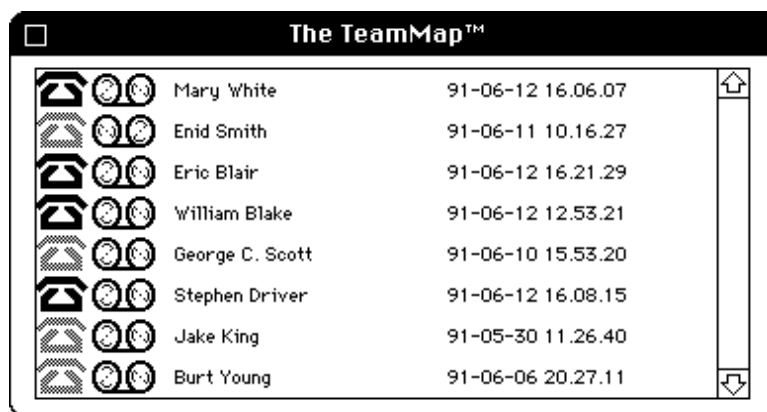 The TeamMap™
Mary White 91-06-12 16.06.07
Enid Smith 91-06-11 10.16.27
Eric Blair 91-06-12 16.21.29
William Blake 91-06-12 12.53.21
George C. Scott 91-06-10 15.53.20
Stephen Driver 91-06-12 16.08.15
Jake King 91-05-30 11.26.40
Burt Young 91-06-06 20.27.11